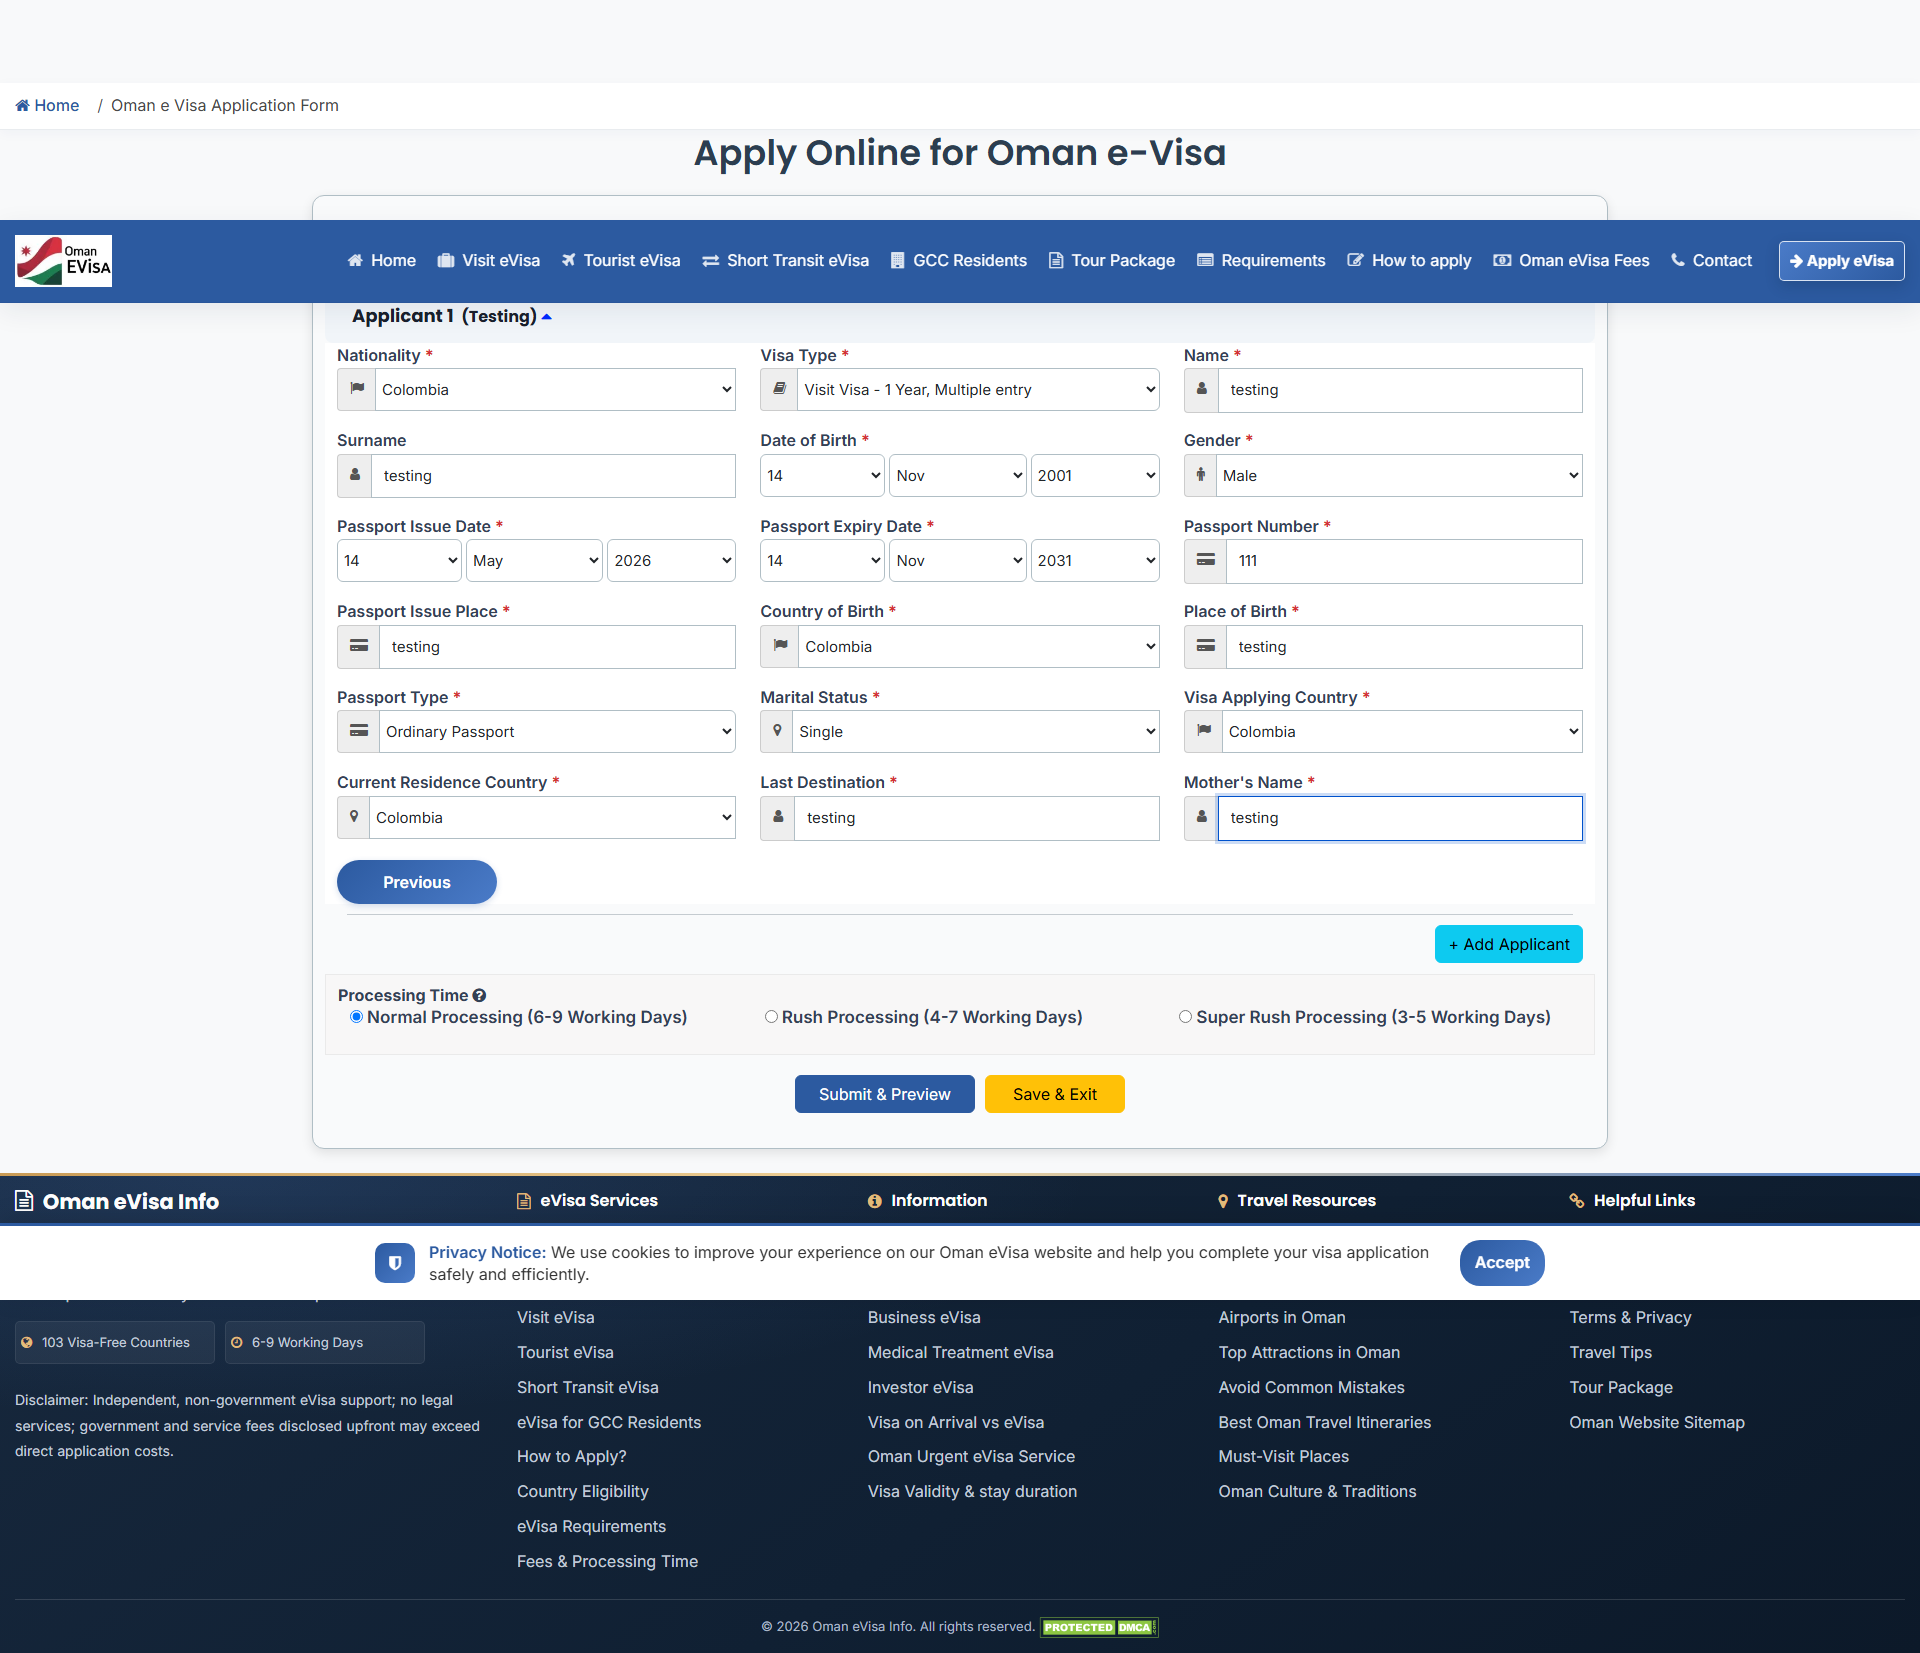 Home / Oman e Visa Application Form
Apply Online for Oman e-Visa
Oman EVisa
Home Visit eVisa Tourist eVisa Short Transit eVisa GCC Residents Tour Package Requirements How to apply Oman eVisa Fees Contact Apply eVisa
Applicant 1 (Testing)
Nationality * Visa Type * Name *
Colombia Visit Visa - 1 Year, Multiple entry testing
Surname Date of Birth * Gender *
testing 14 Nov 2001 Male
Passport Issue Date * Passport Expiry Date * Passport Number *
14 May 2026 14 Nov 2031 111
Passport Issue Place * Country of Birth * Place of Birth *
testing Colombia testing
Passport Type * Marital Status * Visa Applying Country *
Ordinary Passport Single Colombia
Current Residence Country * Last Destination * Mother's Name *
Colombia testing testing
Previous
+ Add Applicant
Processing Time
Normal Processing (6-9 Working Days) Rush Processing (4-7 Working Days) Super Rush Processing (3-5 Working Days)
Submit & Preview Save & Exit
Oman eVisa Info eVisa Services Information Travel Resources Helpful Links
Privacy Notice: We use cookies to improve your experience on our Oman eVisa website and help you complete your visa application
safely and efficiently.
Accept
Visit eVisa Business eVisa Airports in Oman Terms & Privacy
103 Visa-Free Countries 6-9 Working Days
Tourist eVisa Medical Treatment eVisa Top Attractions in Oman Travel Tips
Short Transit eVisa Investor eVisa Avoid Common Mistakes Tour Package
Disclaimer: Independent, non-government eVisa support; no legal
services; government and service fees disclosed upfront may exceed
direct application costs.
eVisa for GCC Residents Visa on Arrival vs eVisa Best Oman Travel Itineraries Oman Website Sitemap
How to Apply? Oman Urgent eVisa Service Must-Visit Places
Country Eligibility Visa Validity & stay duration Oman Culture & Traditions
eVisa Requirements
Fees & Processing Time
© 2026 Oman eVisa Info. All rights reserved. PROTECTED DMCA